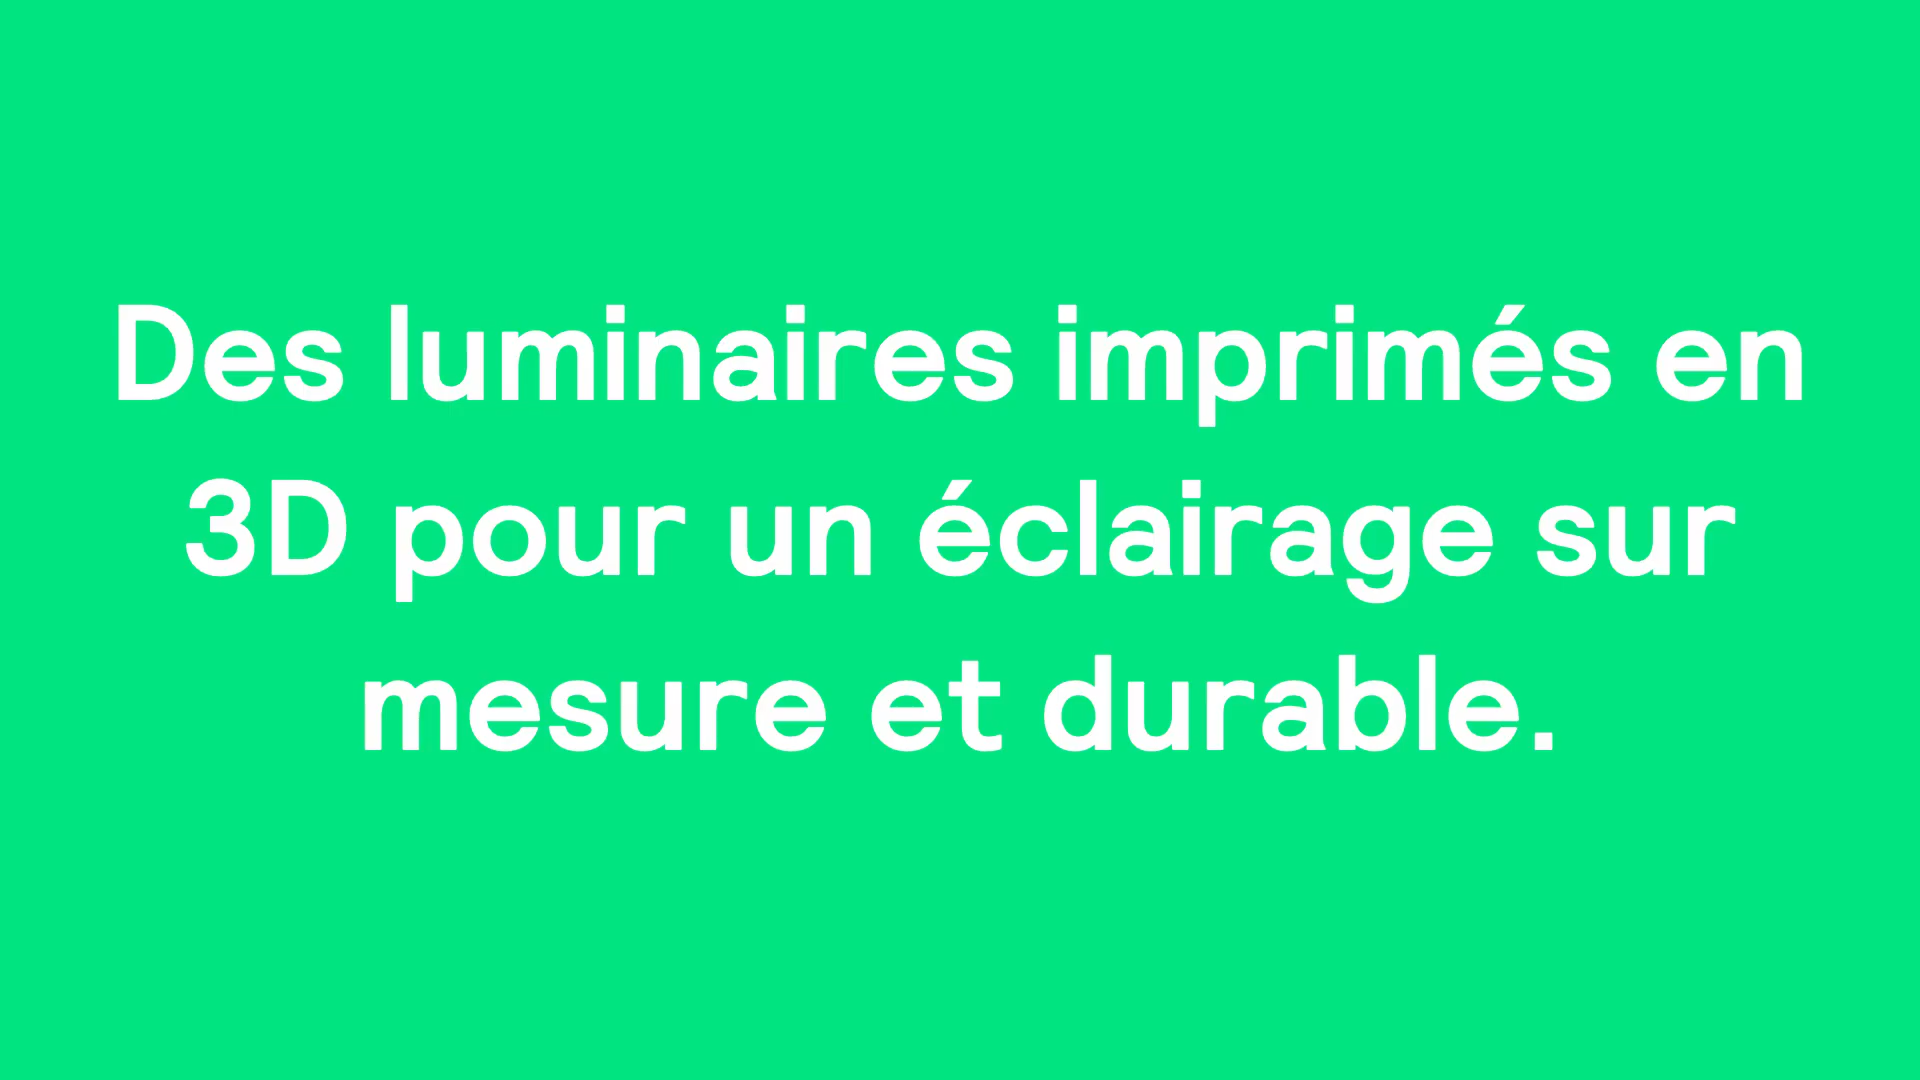 Des luminaires imprimés en
3D pour un éclairage sur
mesure et durable.